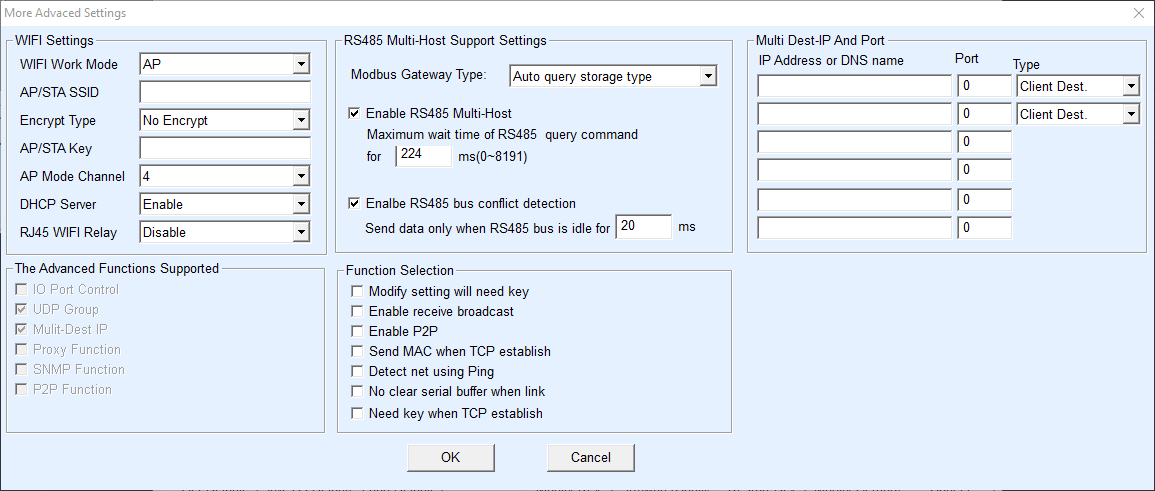 More Advaced Settings
WIFI Settings
WIFI Work Mode AP
AP/STA SSID
Encrypt Type No Encrypt
AP/STA Key
AP Mode Channel 4
DHCP Server Enable
RJ45 WIFI Relay Disable
RS485 Multi-Host Support Settings
Modbus Gateway Type: Auto query storage type
Enable RS485 Multi-Host
Maximum wait time of RS485 query command
for 224 ms(0~8191)
Enalbe RS485 bus conflict detection
Send data only when RS485 bus is idle for 20 ms
Multi Dest-IP And Port
IP Address or DNS name Port Type
0 Client Dest.
0 Client Dest.
0
0
0
0
The Advanced Functions Supported
IO Port Control
UDP Group
Mulit-Dest IP
Proxy Function
SNMP Function
P2P Function
Function Selection
Modify setting will need key
Enable receive broadcast
Enable P2P
Send MAC when TCP establish
Detect net using Ping
No clear serial buffer when link
Need key when TCP establish
OK Cancel